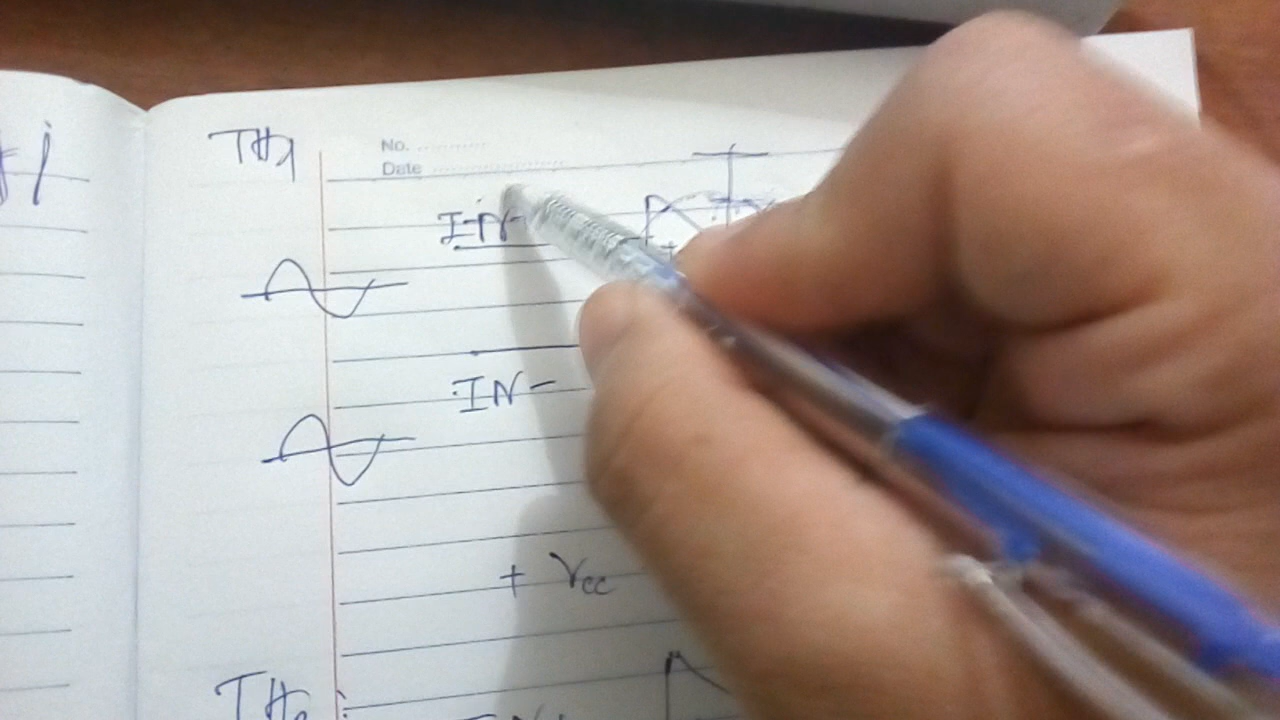 TH1
No.
Date
IN-
IN-
+ Vcc
TH2